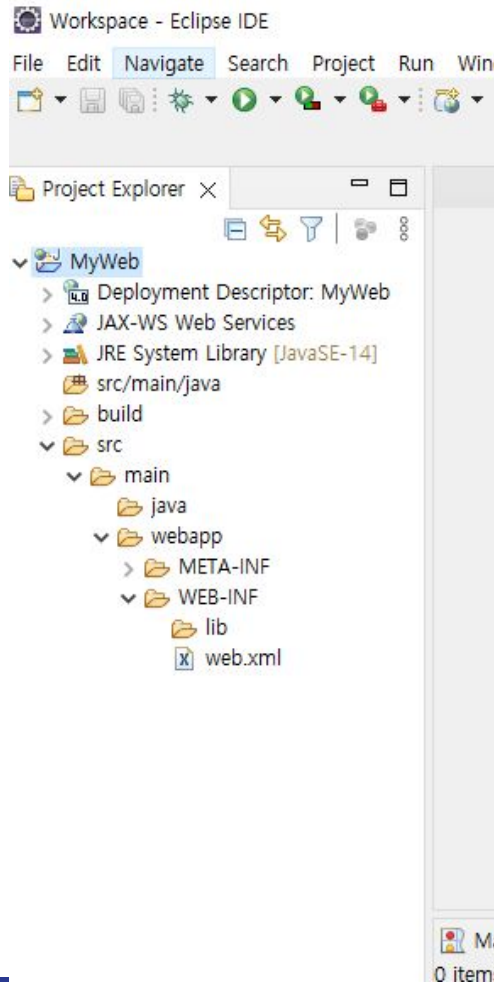 Workspace - Eclipse IDE
File Edit Navigate Search Project Run
Project Explorer
MyWeb
4.0 Deployment Descriptor: MyWeb
JAX-WS Web Services
JRE System Library [JavaSE-14]
src/main/java
build
src
main
java
webapp
META-INF
WEB-INF
lib
X web.xml
0 items